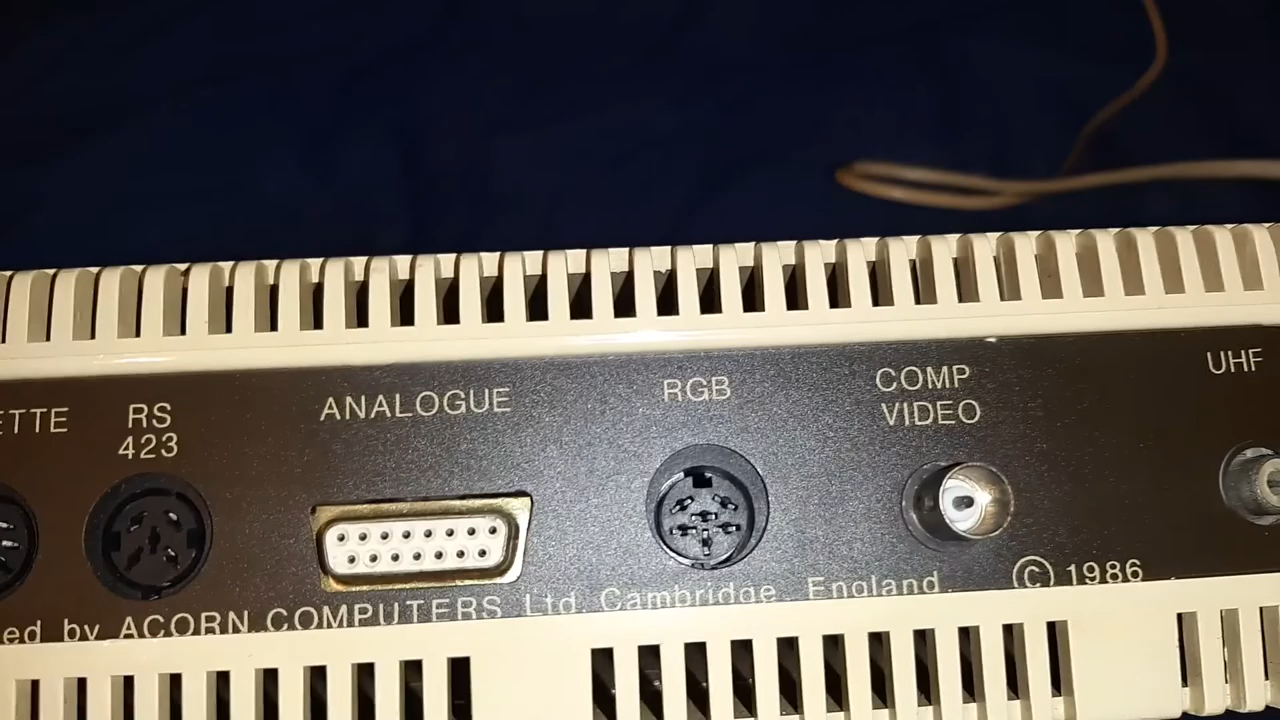 ETTE
RS
423
ANALOGUE
RGB
COMP
VIDEO
UHF
ed by ACORN COMPUTERS Ltd Cambridge England © 1986